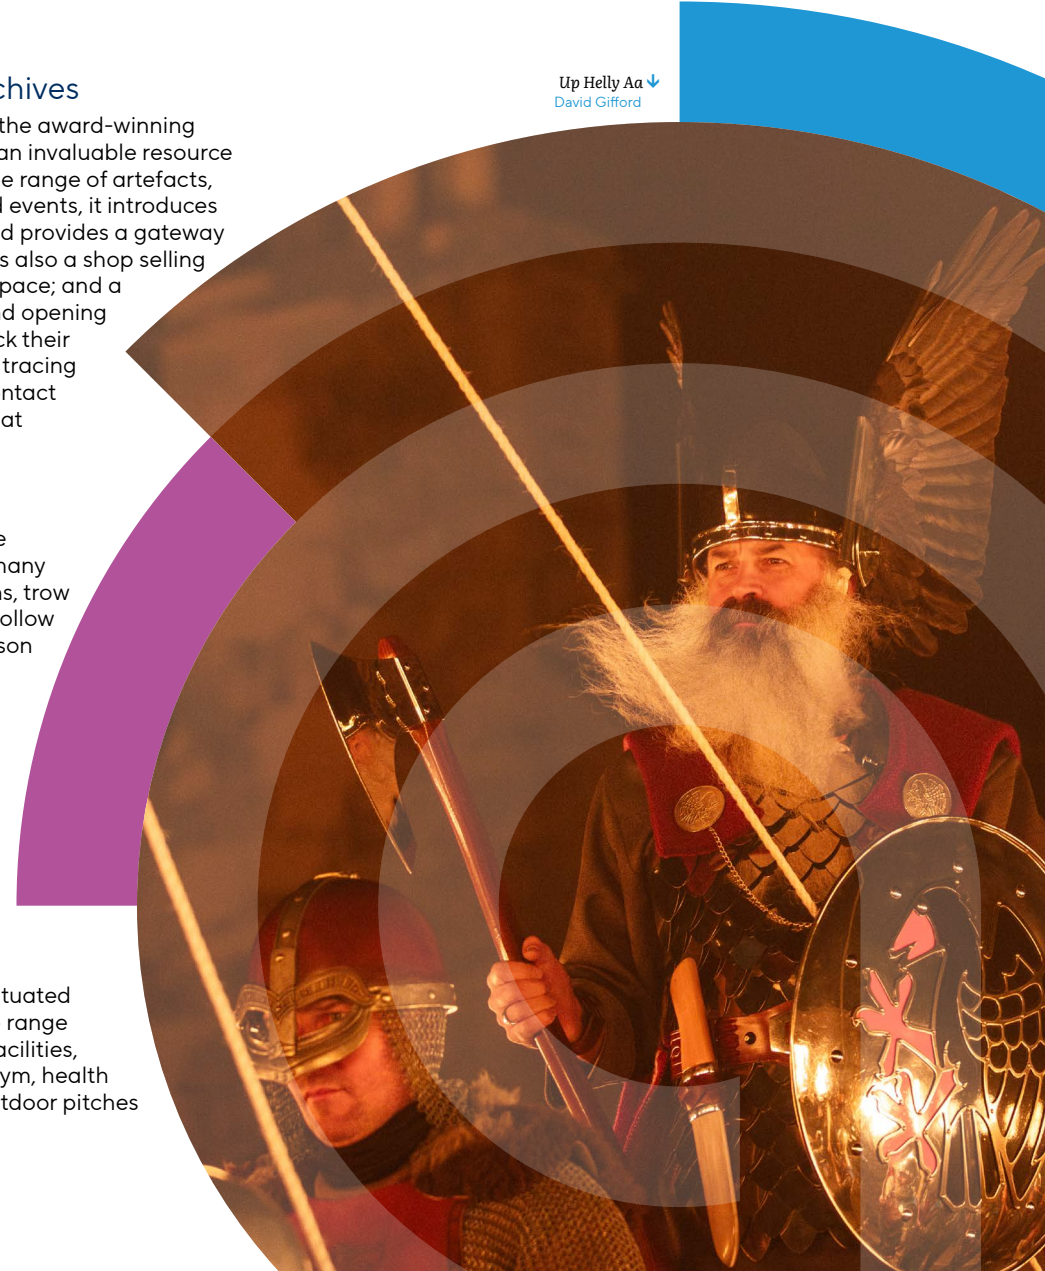 chives
the award-winning
an invaluable resource
e range of artefacts,
d events, it introduces
d provides a gateway
s also a shop selling
pace; and a
nd opening
ck their
tracing
ntact
at
Up Helly Aa
David Gifford
e
many
ns, trow
ollow
son
tuated
range
acilities,
ym, health
tdoor pitches